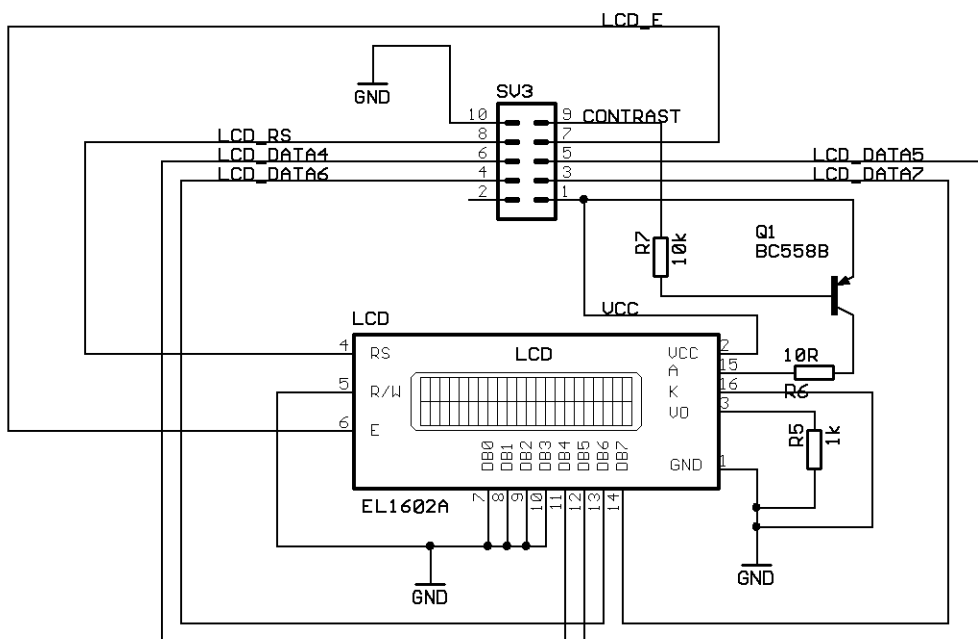 LCD_E
GND
SV3
10 9 CONTRAST
LCD_RS 8 7
LCD_DATA4 6 5 LCD_DATA5
LCD_DATA6 4 3 LCD_DATA7
2 1
R7 10k
Q1
BC558B
VCC
LCD
4 RS LCD VCC 2
10R
A 15
5 R/W K 16
R6
VO 3
6 E
R5 1k
DB0 DB1 DB2 DB3 DB4 DB5 DB6 DB7
GND 1
EL1602A
7 8 9 10 11 12 13 14
GND
GND